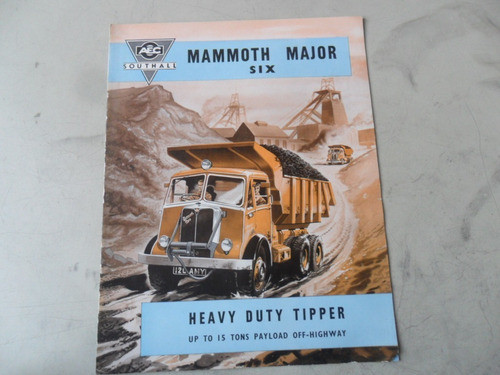 AEC
SOUTHALL
MAMMOTH MAJOR
SIX
HEAVY DUTY TIPPER
UP TO 15 TONS PAYLOAD OFF-HIGHWAY